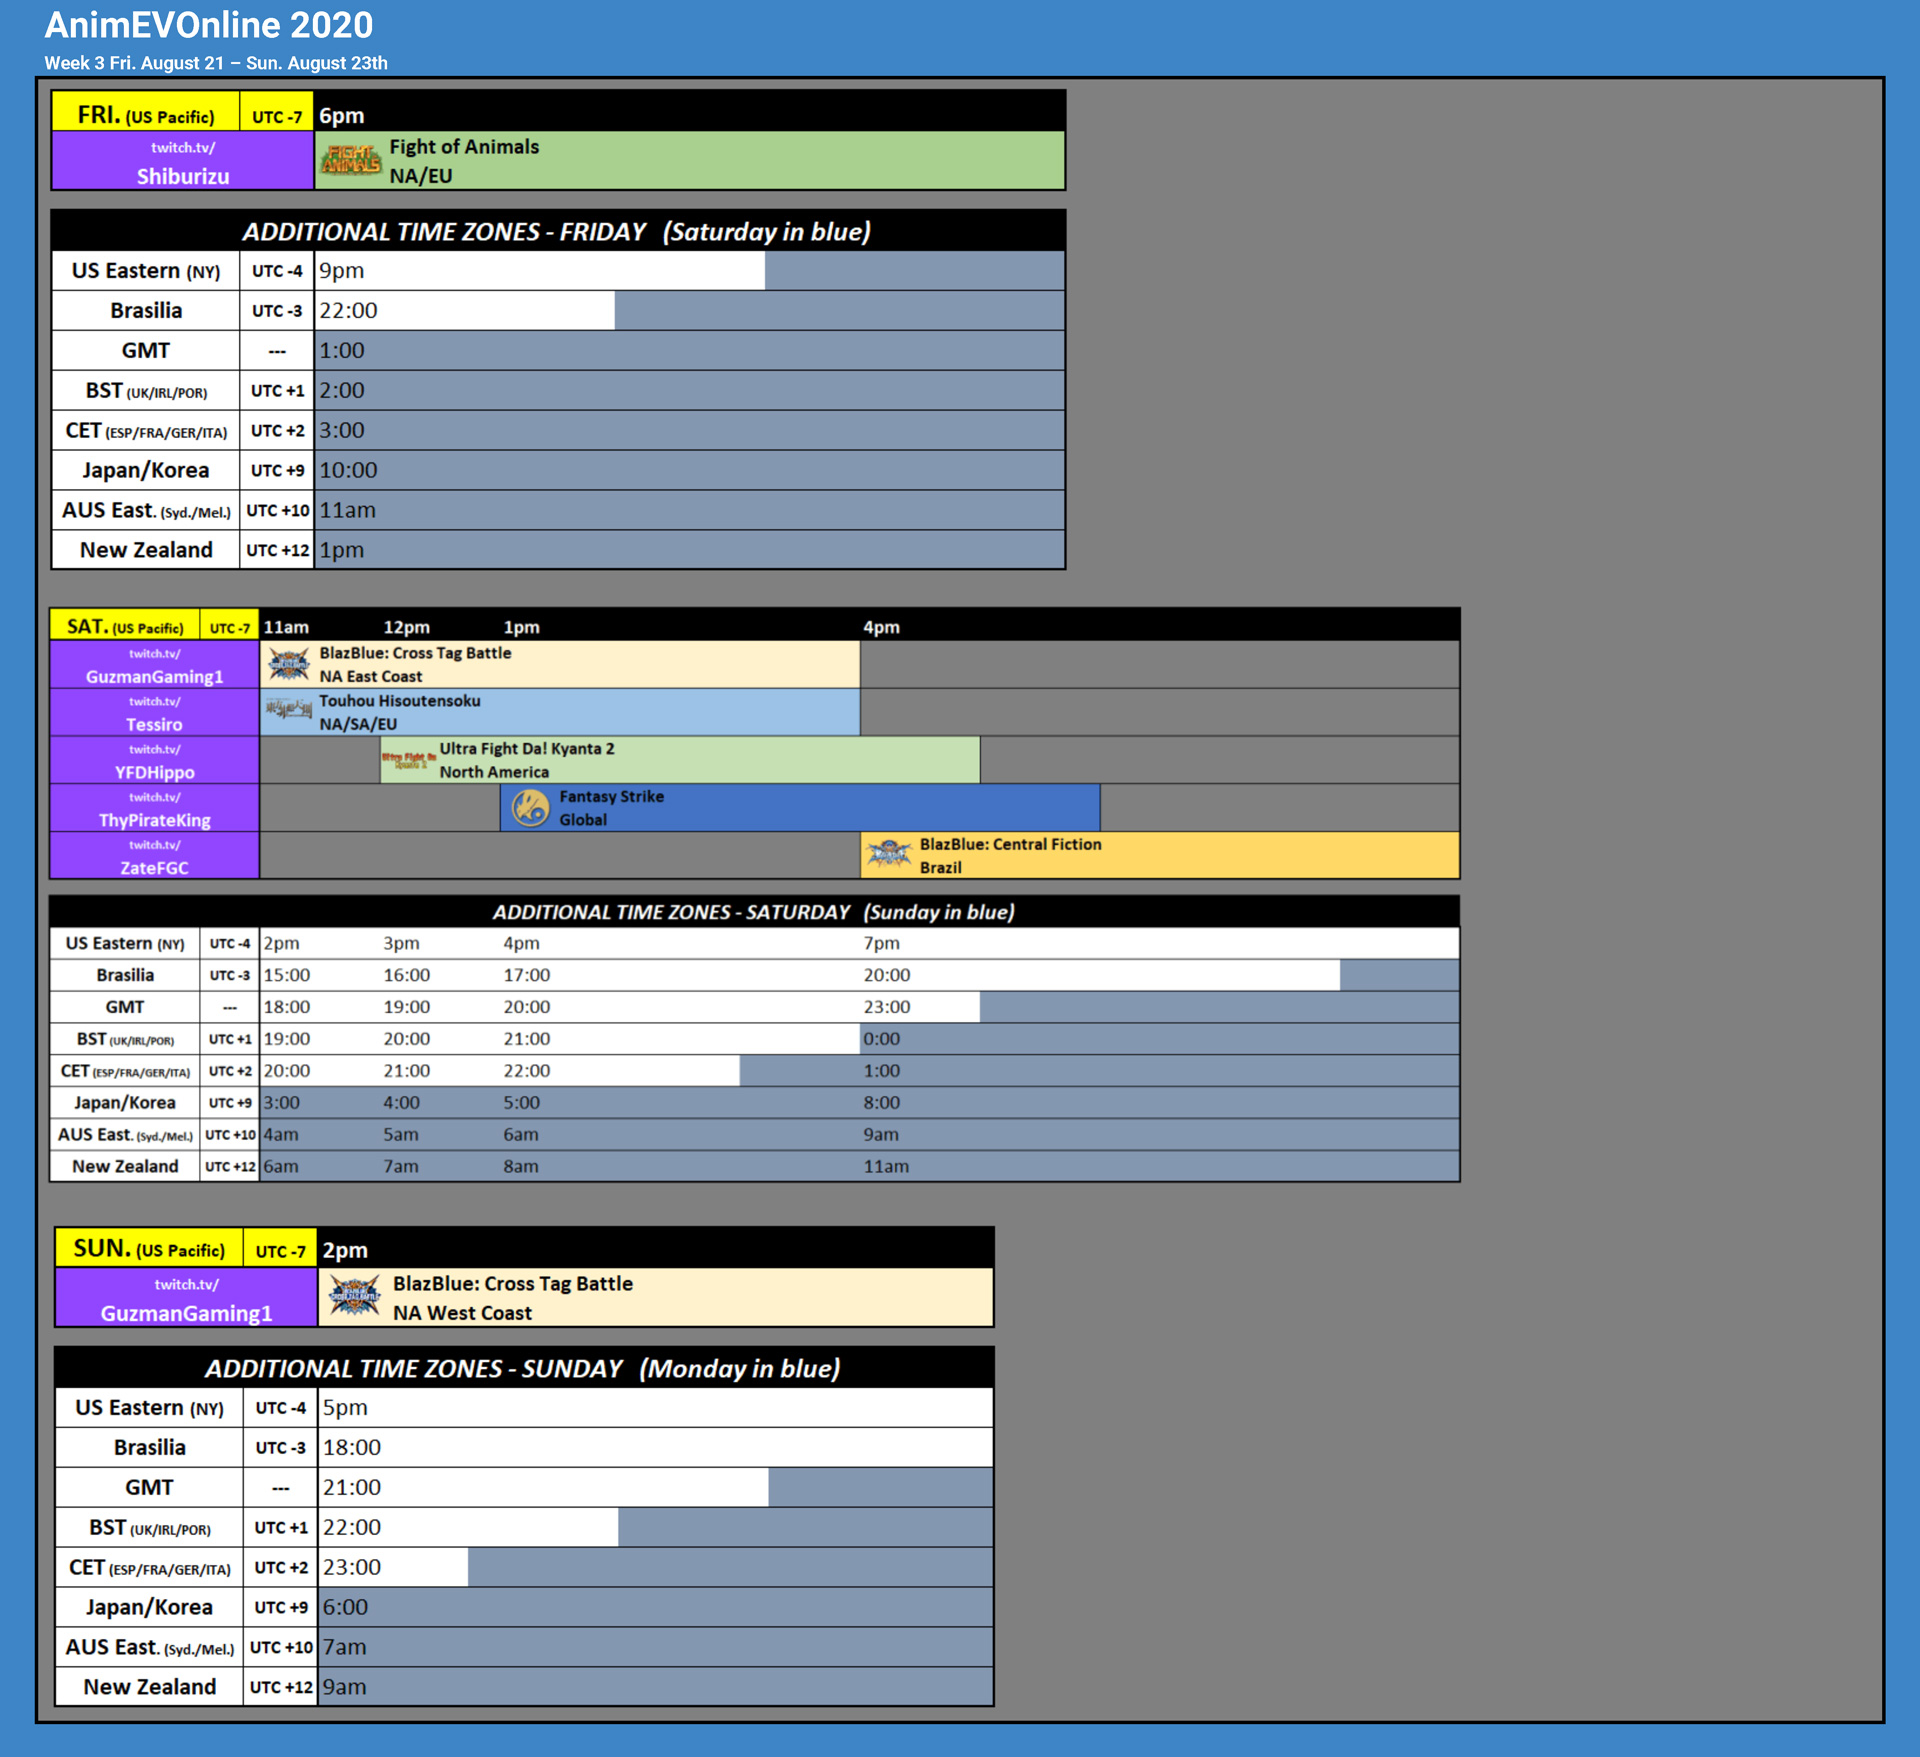 AnimEVOnline 2020
Week 3 Fri. August 21 – Sun. August 23th
FRI. (US Pacific) UTC -7 6pm
twitch.tv/
Shiburizu
FIGHT
ANIMALS
Fight of Animals
NA/EU
ADDITIONAL TIME ZONES - FRIDAY (Saturday in blue)
US Eastern (NY) UTC -4 9pm
Brasilia UTC -3 22:00
GMT --- 1:00
BST (UK/IRL/POR) UTC +1 2:00
CET (ESP/FRA/GER/ITA) UTC +2 3:00
Japan/Korea UTC +9 10:00
AUS East. (Syd./Mel.) UTC +10 11am
New Zealand UTC +12 1pm
SAT. (US Pacific) UTC -7 11am 12pm 1pm 4pm
twitch.tv/
GuzmanGaming1
BlazBlue: Cross Tag Battle
NA East Coast
twitch.tv/
Tessiro
Touhou Hisoutensoku
NA/SA/EU
twitch.tv/
YFDHippo
Ultra Fight Da! Kyanta 2
North America
twitch.tv/
ThyPirateKing
Fantasy Strike
Global
twitch.tv/
ZateFGC
BlazBlue: Central Fiction
Brazil
ADDITIONAL TIME ZONES - SATURDAY (Sunday in blue)
US Eastern (NY) UTC -4 2pm 3pm 4pm 7pm
Brasilia UTC -3 15:00 16:00 17:00 20:00
GMT --- 18:00 19:00 20:00 23:00
BST (UK/IRL/POR) UTC +1 19:00 20:00 21:00 0:00
CET (ESP/FRA/GER/ITA) UTC +2 20:00 21:00 22:00 1:00
Japan/Korea UTC +9 3:00 4:00 5:00 8:00
AUS East. (Syd./Mel.) UTC +10 4am 5am 6am 9am
New Zealand UTC +12 6am 7am 8am 11am
SUN. (US Pacific) UTC -7 2pm
twitch.tv/
GuzmanGaming1
BlazBlue: Cross Tag Battle
NA West Coast
ADDITIONAL TIME ZONES - SUNDAY (Monday in blue)
US Eastern (NY) UTC -4 5pm
Brasilia UTC -3 18:00
GMT --- 21:00
BST (UK/IRL/POR) UTC +1 22:00
CET (ESP/FRA/GER/ITA) UTC +2 23:00
Japan/Korea UTC +9 6:00
AUS East. (Syd./Mel.) UTC +10 7am
New Zealand UTC +12 9am